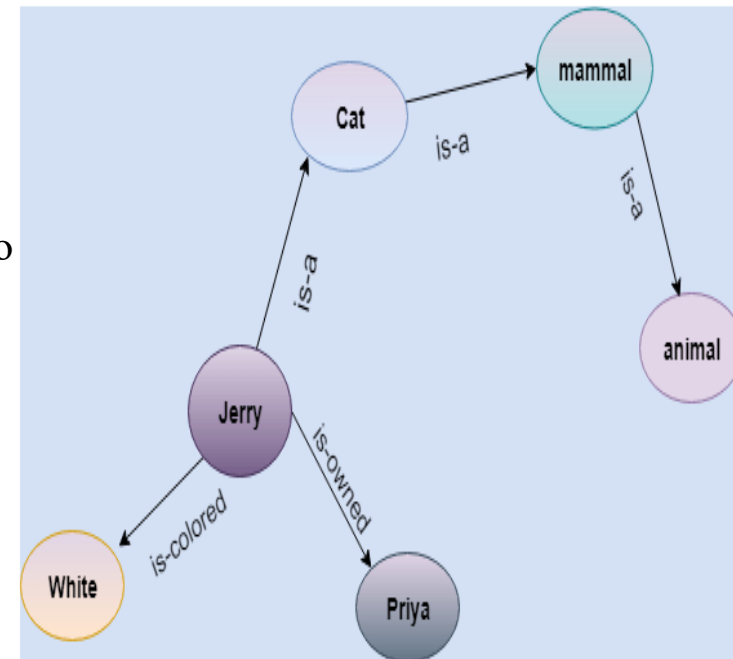 mammal
Cat
is-a
is-a
o
is-a
animal
Jerry
is-owned
is-colored
White
Priya